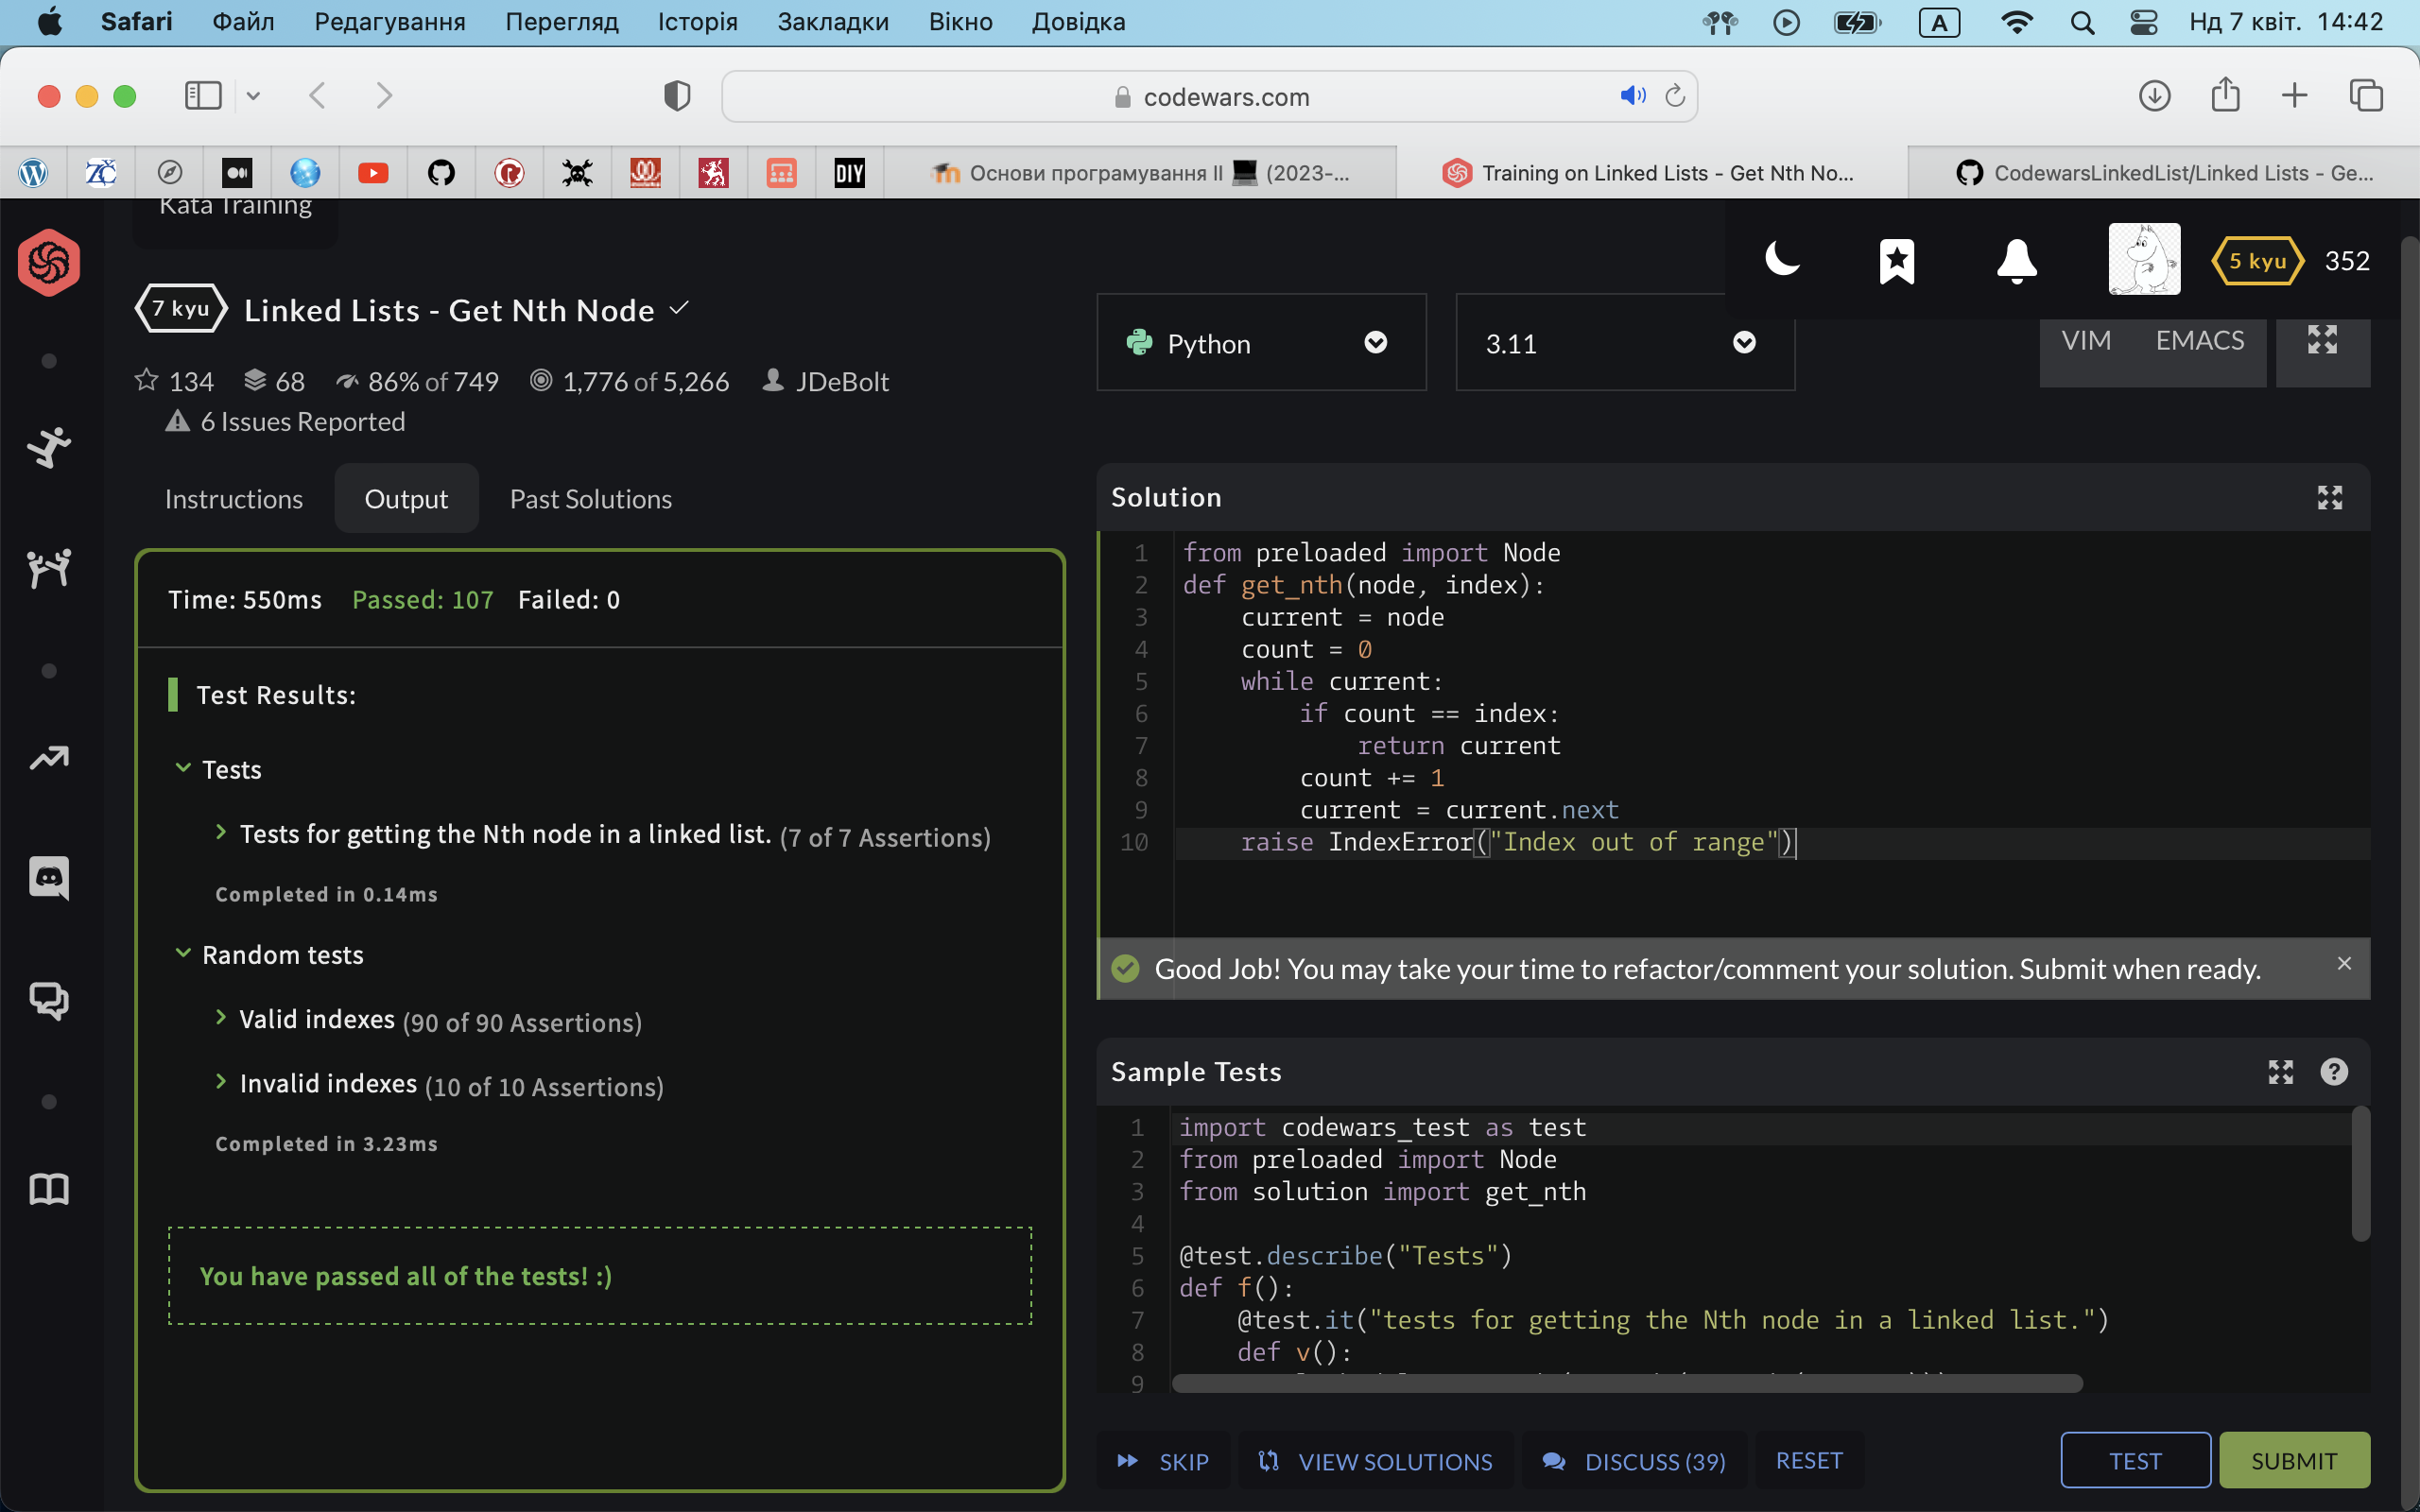 Safari Файл Редагування Перегляд Історія Закладки Вікно Довідка A Нд 7 квіт. 14:42
codewars.com
DIY Основи програмування II 💻 (2023-... Training on Linked Lists - Get Nth No... CodewarsLinkedList/Linked Lists - Ge...
Kata Training
5 kyu 352
7 kyu Linked Lists - Get Nth Node
134 68 86% of 749 1,776 of 5,266 JDeBolt
6 Issues Reported
Python 3.11 VIM EMACS
Instructions Output Past Solutions
Time: 550ms Passed: 107 Failed: 0
Test Results:
Tests
Tests for getting the Nth node in a linked list. (7 of 7 Assertions)
Completed in 0.14ms
Random tests
Valid indexes (90 of 90 Assertions)
Invalid indexes (10 of 10 Assertions)
Completed in 3.23ms
You have passed all of the tests! :)
Solution
1 from preloaded import Node
2 def get_nth(node, index):
3 current = node
4 count = 0
5 while current:
6 if count == index:
7 return current
8 count += 1
9 current = current.next
10 raise IndexError("Index out of range")
Good Job! You may take your time to refactor/comment your solution. Submit when ready.
Sample Tests
1 import codewars_test as test
2 from preloaded import Node
3 from solution import get_nth
4
5 @test.describe("Tests")
6 def f():
7 @test.it("tests for getting the Nth node in a linked list.")
8 def v():
9
SKIP VIEW SOLUTIONS DISCUSS (39) RESET TEST SUBMIT